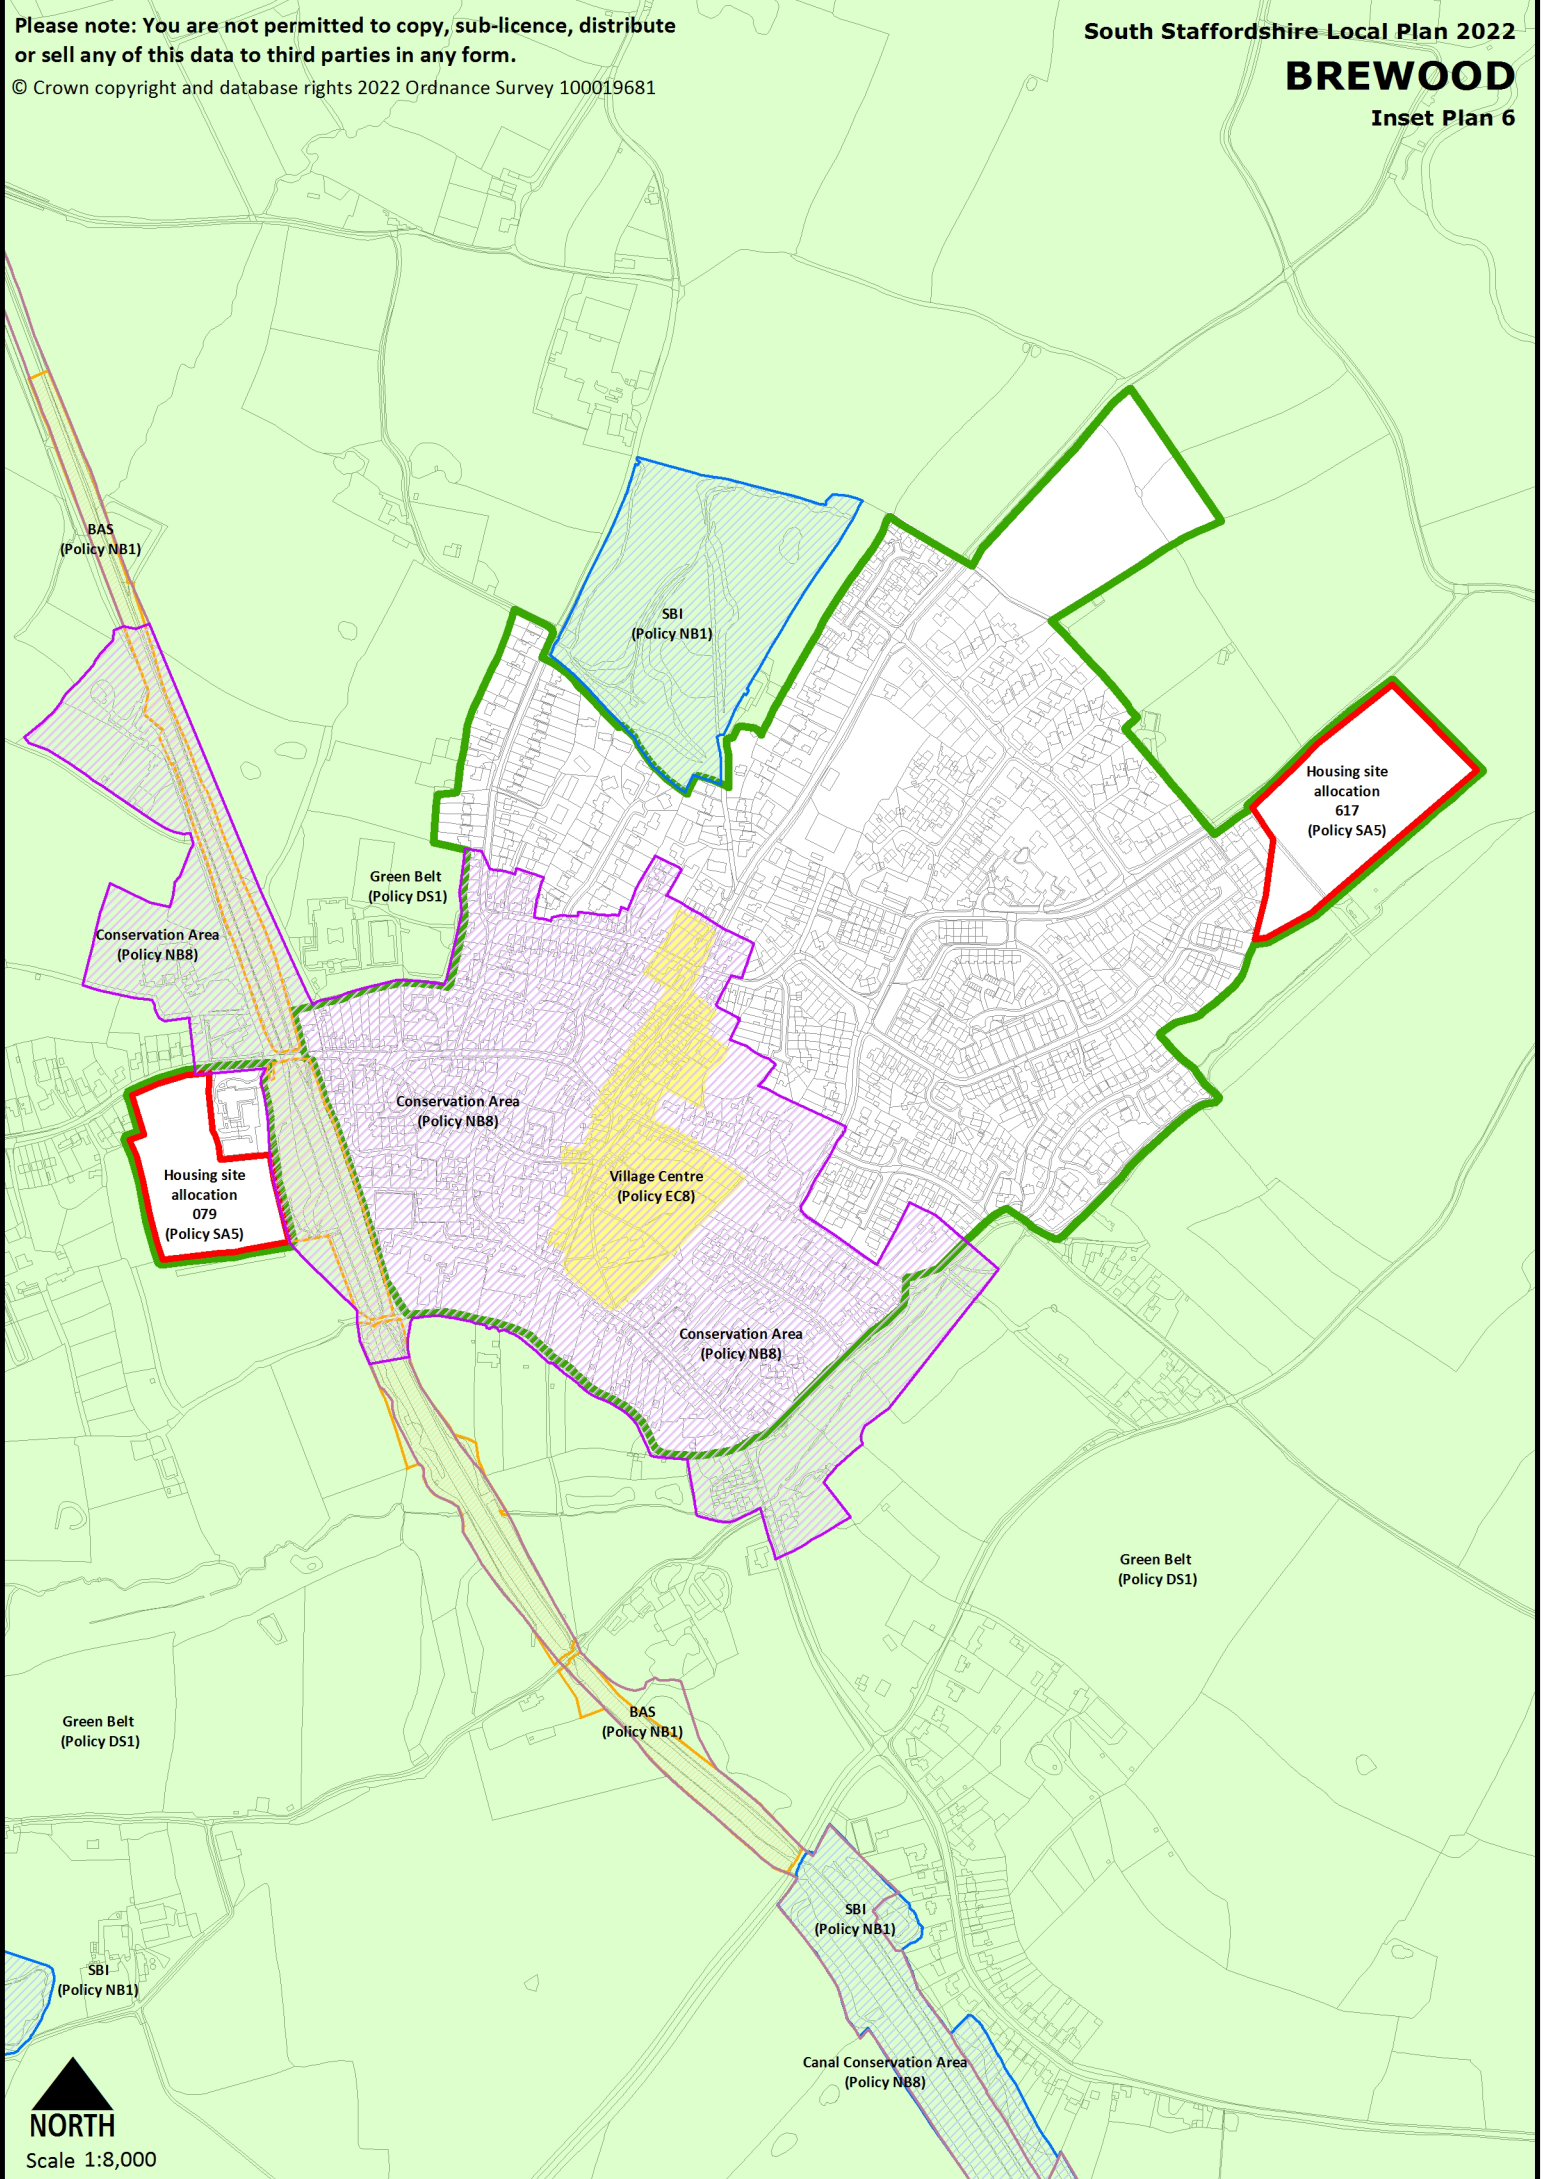 Please note: You are not permitted to copy, sub-licence, distribute
or sell any of this data to third parties in any form.
© Crown copyright and database rights 2022 Ordnance Survey 100019681
South Staffordshire Local Plan 2022
BREWOOD
Inset Plan 6
BAS
(Policy NB1)
SBI
(Policy NB1)
Housing site
allocation
617
(Policy SA5)
Green Belt
(Policy DS1)
Conservation Area
(Policy NB8)
Conservation Area
(Policy NB8)
Village Centre
(Policy EC8)
Housing site
allocation
079
(Policy SA5)
Conservation Area
(Policy NB8)
Green Belt
(Policy DS1)
BAS
(Policy NB1)
Green Belt
(Policy DS1)
SBI
(Policy NB1)
SBI
(Policy NB1)
Canal Conservation Area
(Policy NB8)
NORTH
Scale 1:8,000